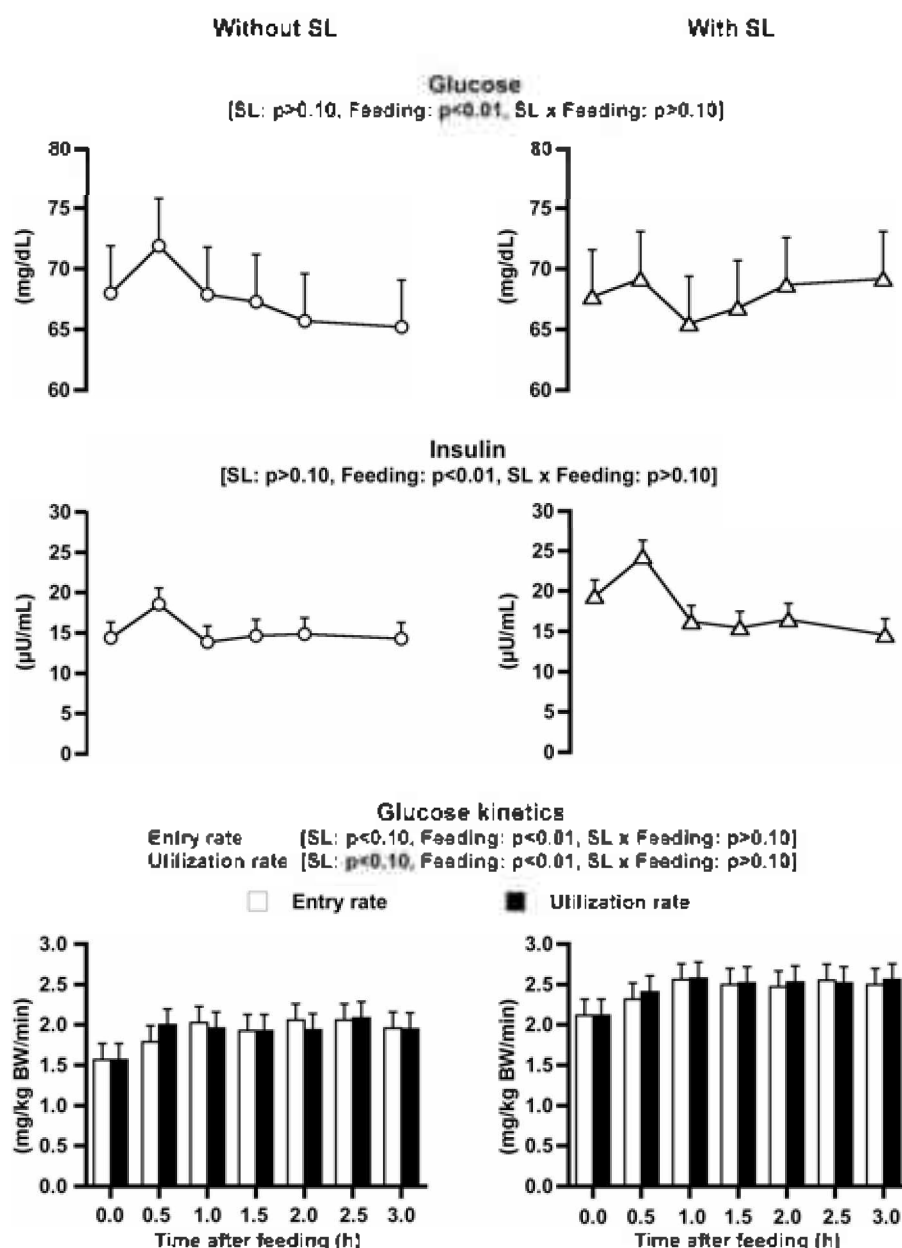 Without SL
With SL
Glucose
[SL: p>0.10, Feeding: p<0.01, SL x Feeding: p>0.10]
80
75
70
65
60
(mg/dL)
80
75
70
65
60
(mg/dL)
Insulin
[SL: p>0.10, Feeding: p<0.01, SL x Feeding: p>0.10]
30
25
20
15
10
5
0
(µU/mL)
30
25
20
15
10
5
0
(µU/mL)
Glucose kinetics
Entry rate [SL: p<0.10, Feeding: p<0.01, SL x Feeding: p>0.10]
Utilization rate [SL: p<0.10, Feeding: p<0.01, SL x Feeding: p>0.10]
Entry rate
Utilization rate
3.0
2.5
2.0
1.5
1.0
0.5
0.0
(mg/kg BW/min)
0.0 0.5 1.0 1.5 2.0 2.5 3.0
Time after feeding (h)
3.0
2.5
2.0
1.5
1.0
0.5
0.0
(mg/kg BW/min)
0.0 0.5 1.0 1.5 2.0 2.5 3.0
Time after feeding (h)